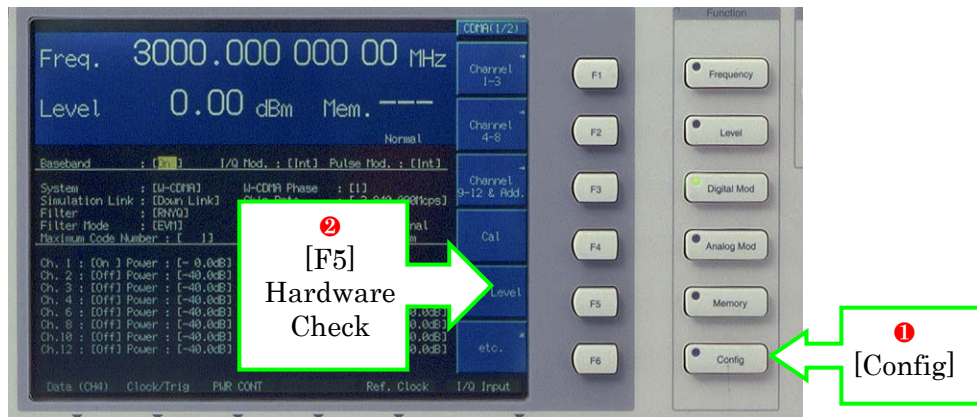 Function
CDMA(1/2)
Freq. 3000.000 000 00 MHz
Channel
1-3
F1
Frequency
Level 0.00 dBm Mem. ---
Normal
Channel
4-8
F2
Level
Baseband : [On ] I/Q Mod. : [Int] Pulse Mod. : [Int]
Channel
9-12 & Add.
F3
Digital Mod
System : [W-CDMA] W-CDMA Phase : [1]
Simulation Link : [Down Link]
Filter : [RNYQ]
Filter Mode : [EVM]
Maximum Code Number : [ 1]
Cal
F4
Analog Mod
Ch. 1 : [On ] Power : [- 0.0dB]
Ch. 2 : [Off] Power : [-40.0dB]
Ch. 3 : [Off] Power : [-40.0dB]
Ch. 4 : [Off] Power : [-40.0dB]
Ch. 6 : [Off] Power : [-40.0dB]
Ch. 8 : [Off] Power : [-40.0dB]
Ch.10 : [Off] Power : [-40.0dB]
Ch.12 : [Off] Power : [-40.0dB]
Level
F5
Memory
etc.
F6
Config
Data (CH4) Clock/Trig PWR CONT Ref. Clock I/Q Input
❷
[F5]
Hardware
Check
❶
[Config]